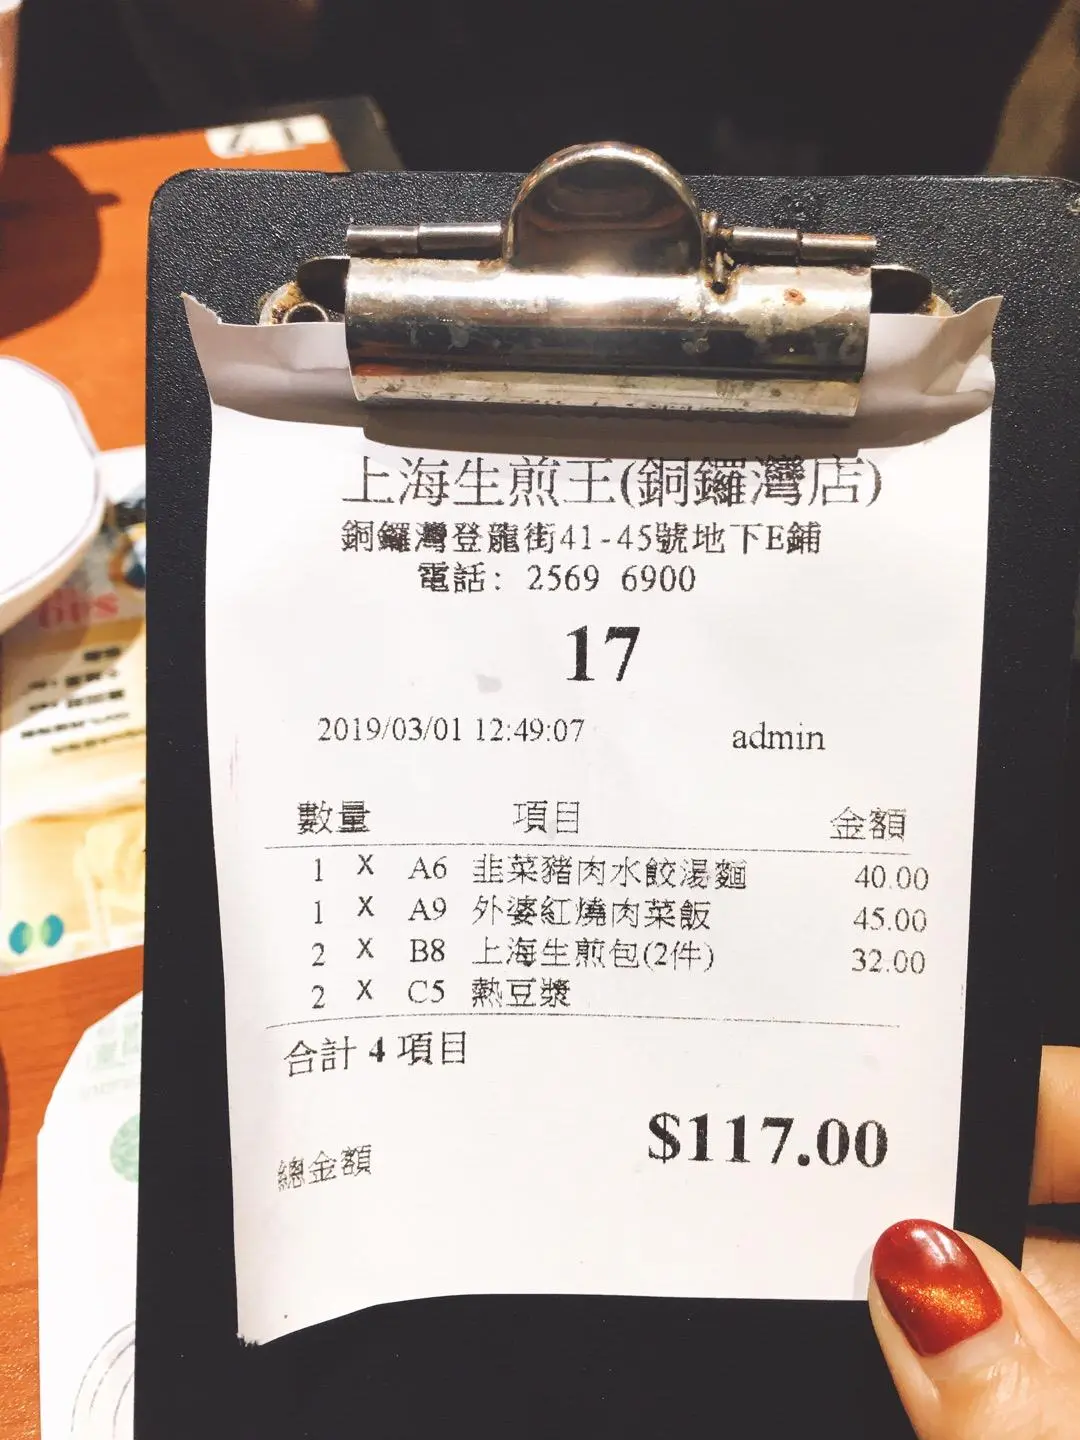 上海生煎王(銅鑼灣店)
銅鑼灣登龍街41-45號地下E鋪
電話: 2569 6900
17
2019/03/01 12:49:07 admin
數量 項目 金額
1 X A6 韭菜豬肉水餃湯麵 40.00
1 X A9 外婆紅燒肉菜飯 45.00
2 X B8 上海生煎包(2件) 32.00
2 X C5 熱豆漿
合計 4 項目
總金額 $117.00